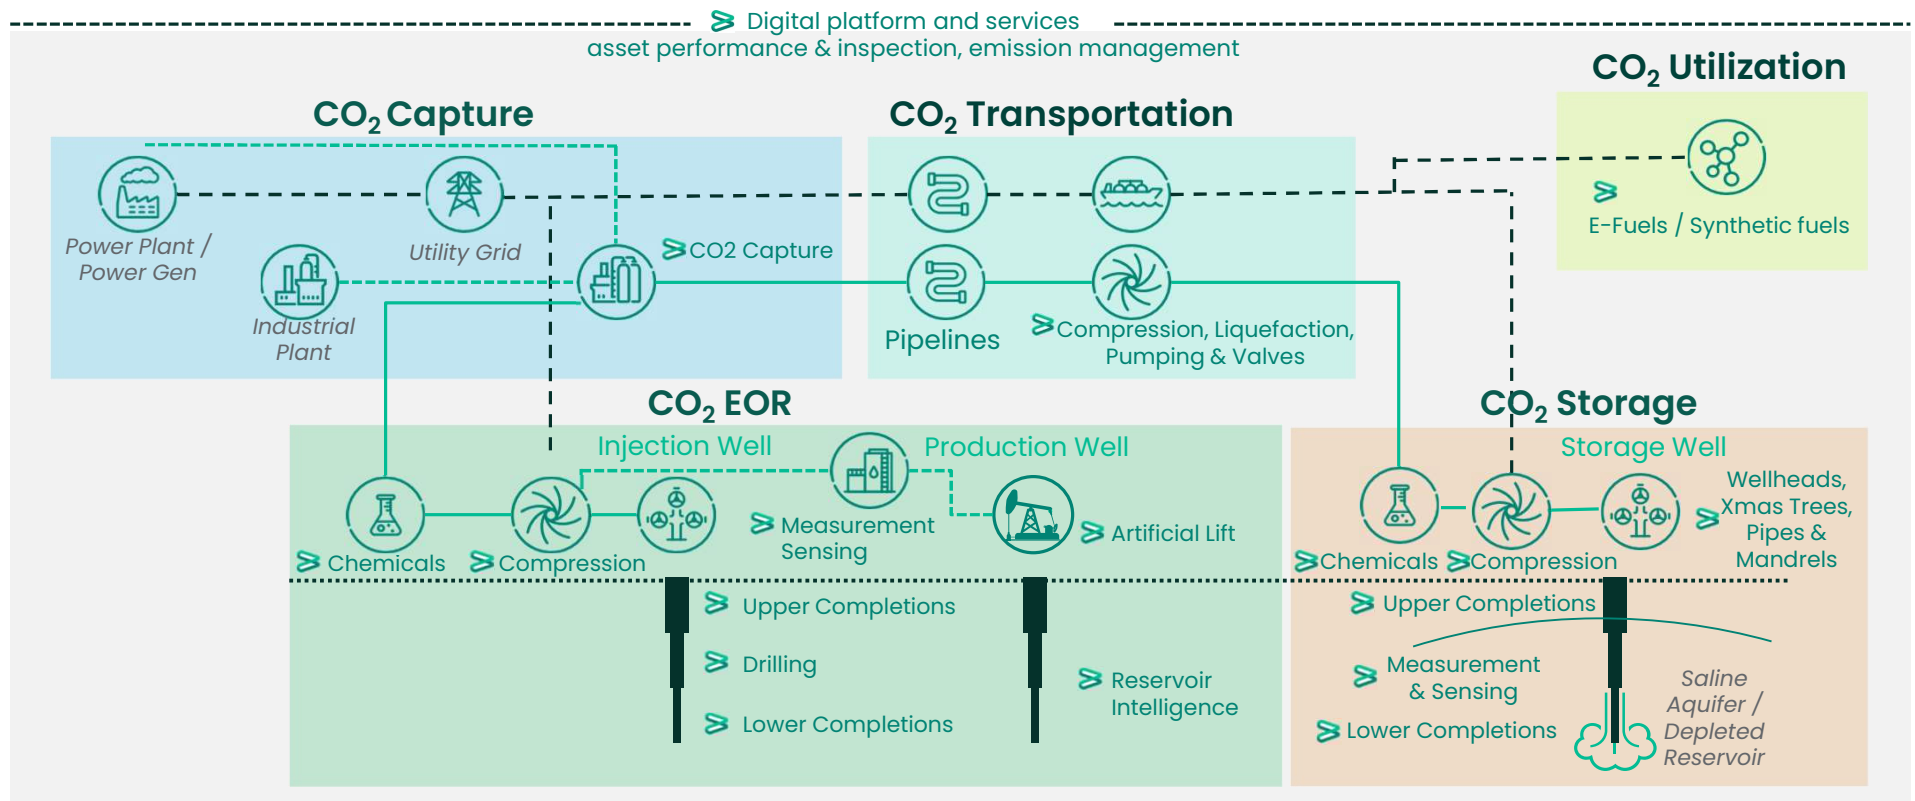 Digital platform and services
asset performance & inspection, emission management
CO2 Utilization
CO2 Capture
CO2 Transportation
E-Fuels / Synthetic fuels
Power Plant /
Power Gen
Utility Grid
CO2 Capture
Industrial
Plant
Pipelines
Compression, Liquefaction,
Pumping & Valves
CO2 EOR
Injection Well
Production Well
Chemicals
Compression
Measurement
Sensing
Artificial Lift
Upper Completions
Drilling
Lower Completions
Reservoir
Intelligence
CO2 Storage
Storage Well
Wellheads,
Xmas Trees,
Pipes &
Mandrels
Chemicals
Compression
Upper Completions
Measurement
& Sensing
Lower Completions
Saline
Aquifer /
Depleted
Reservoir